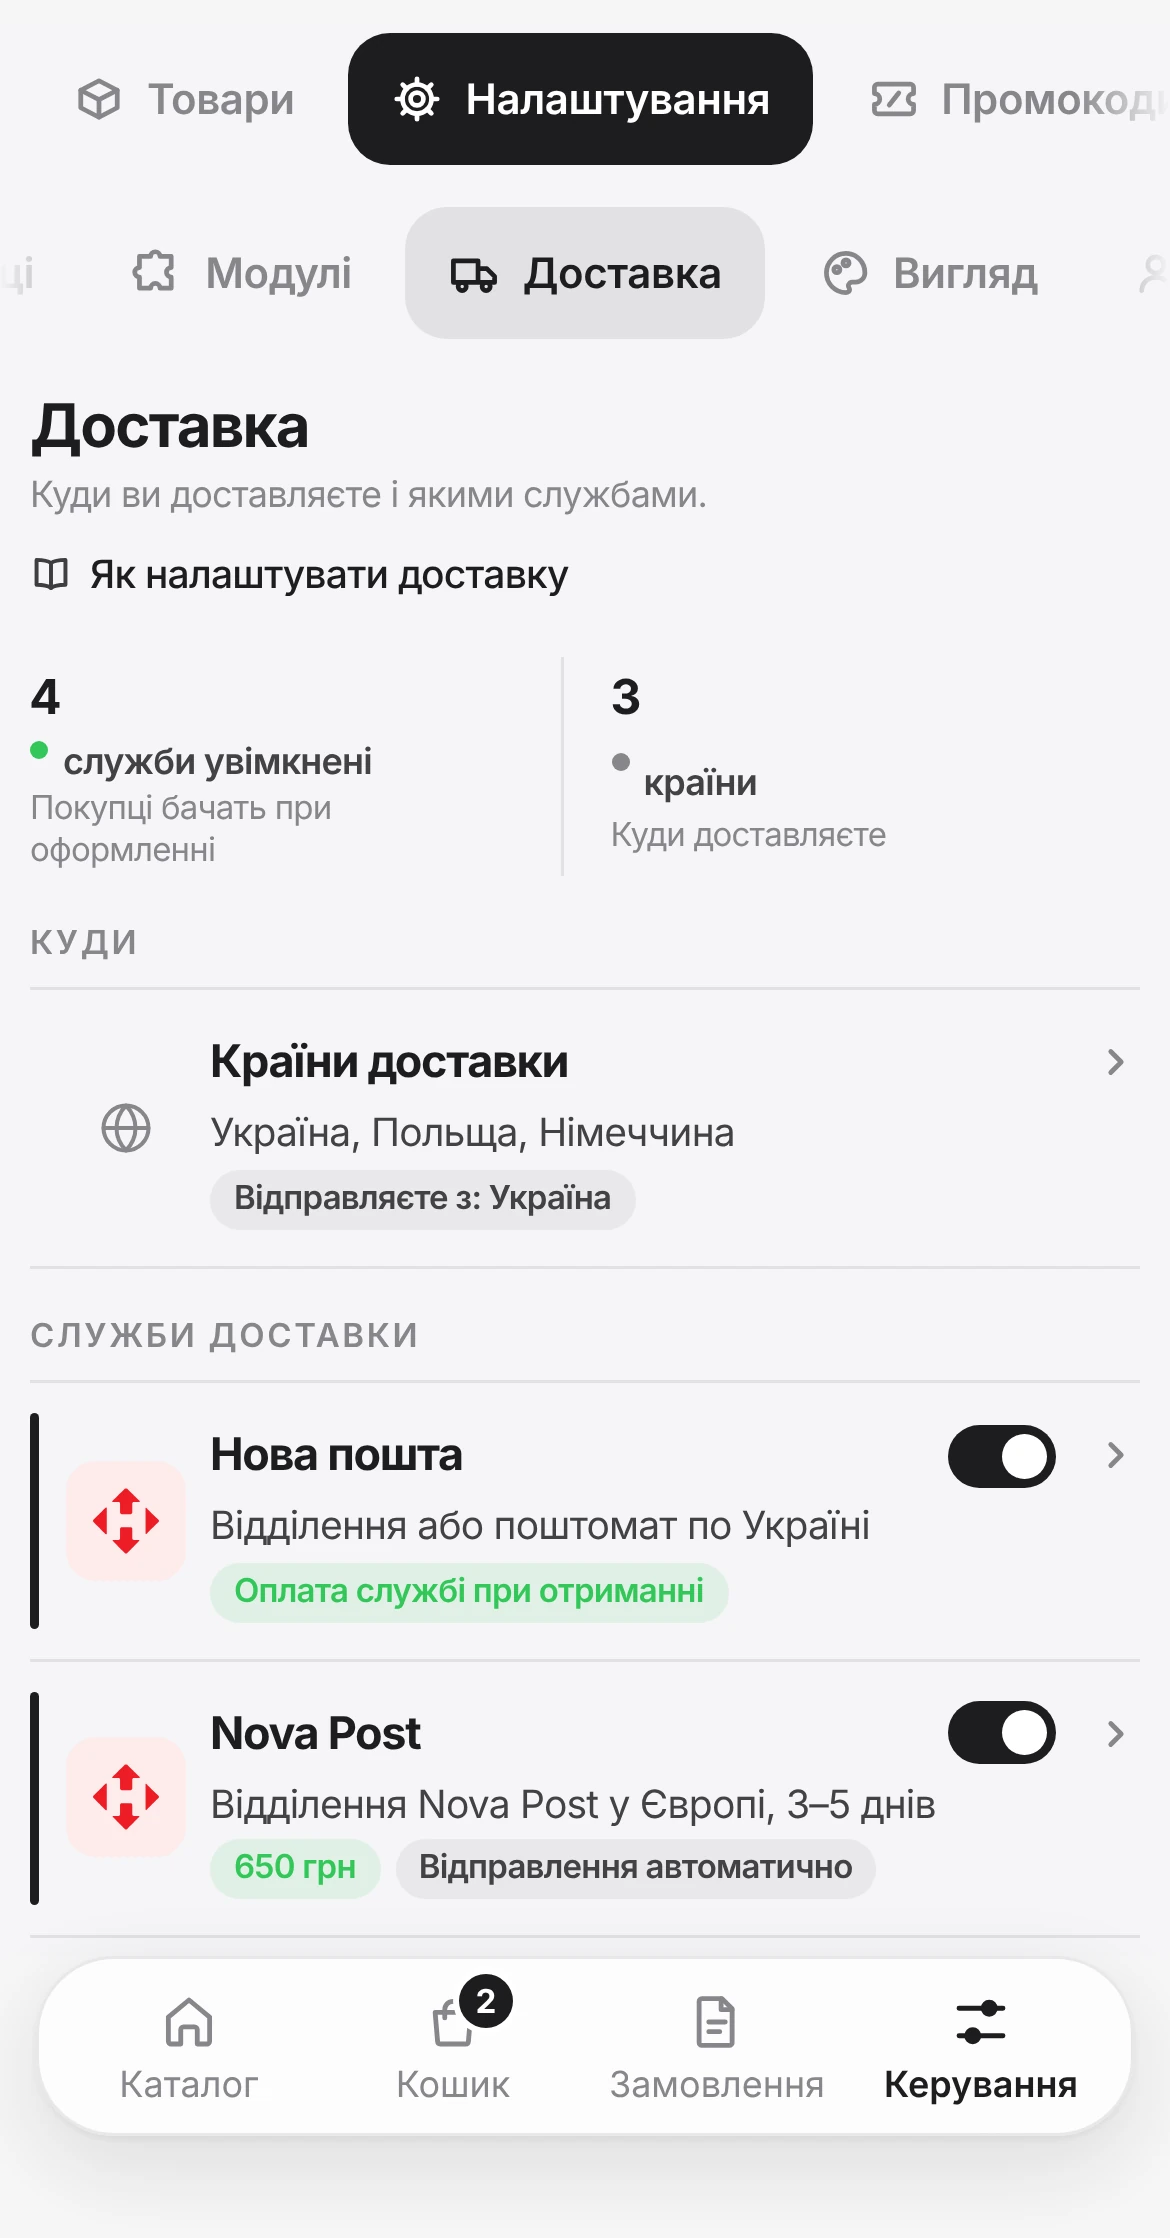 Товари
Налаштування
Промокоди
ці
Модулі
Доставка
Вигляд
Доставка
Куди ви доставляєте і якими службами.
Як налаштувати доставку
4
служби увімкнені
Покупці бачать при
оформленні
3
країни
Куди доставляєте
КУДИ
Країни доставки
Україна, Польща, Німеччина
Відправляєте з: Україна
СЛУЖБИ ДОСТАВКИ
Нова пошта
Відділення або поштомат по Україні
Оплата службі при отриманні
Nova Post
Відділення Nova Post у Європі, 3–5 днів
650 грн
Відправлення автоматично
2
Каталог
Кошик
Замовлення
Керування